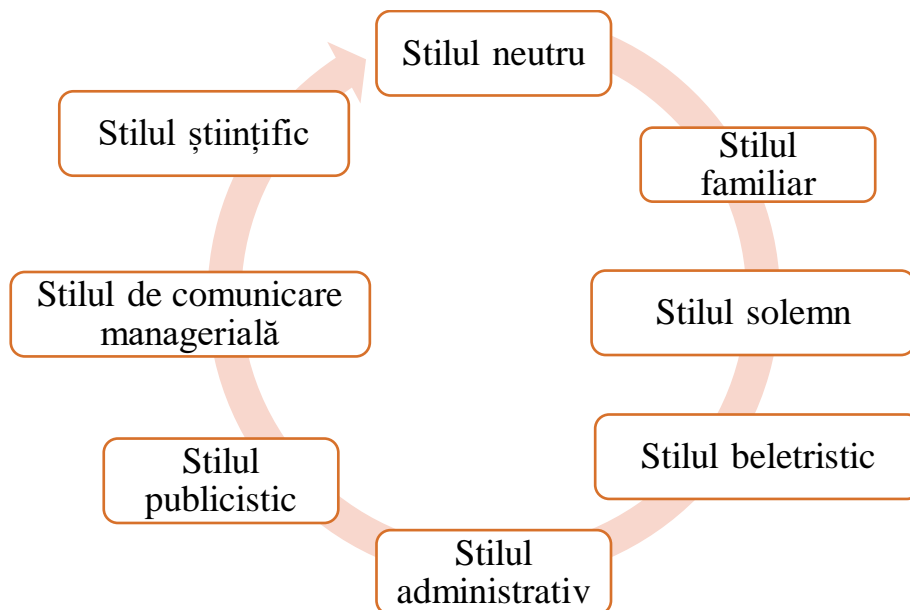 Stilul neutru
Stilul
familiar
Stilul solemn
Stilul beletristic
Stilul
administrativ
Stilul
publicistic
Stilul de comunicare
managerială
Stilul științific